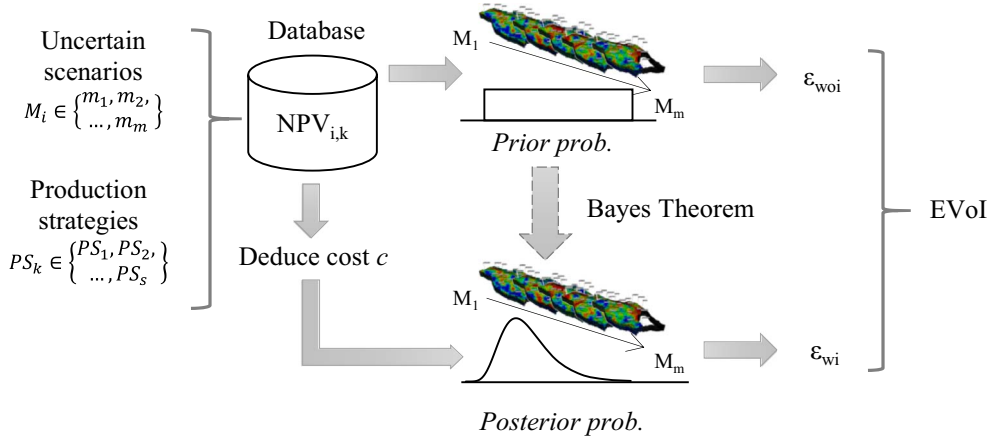 Uncertain
scenarios
M_i ∈ {m_1, m_2,
…, m_m}
Production
strategies
PS_k ∈ {PS_1, PS_2,
…, PS_s}
Database
NPV_{i,k}
Deduce cost c
M_1
M_m
Prior prob.
Bayes Theorem
M_1
M_m
Posterior prob.
ε_woi
ε_wi
EVoI